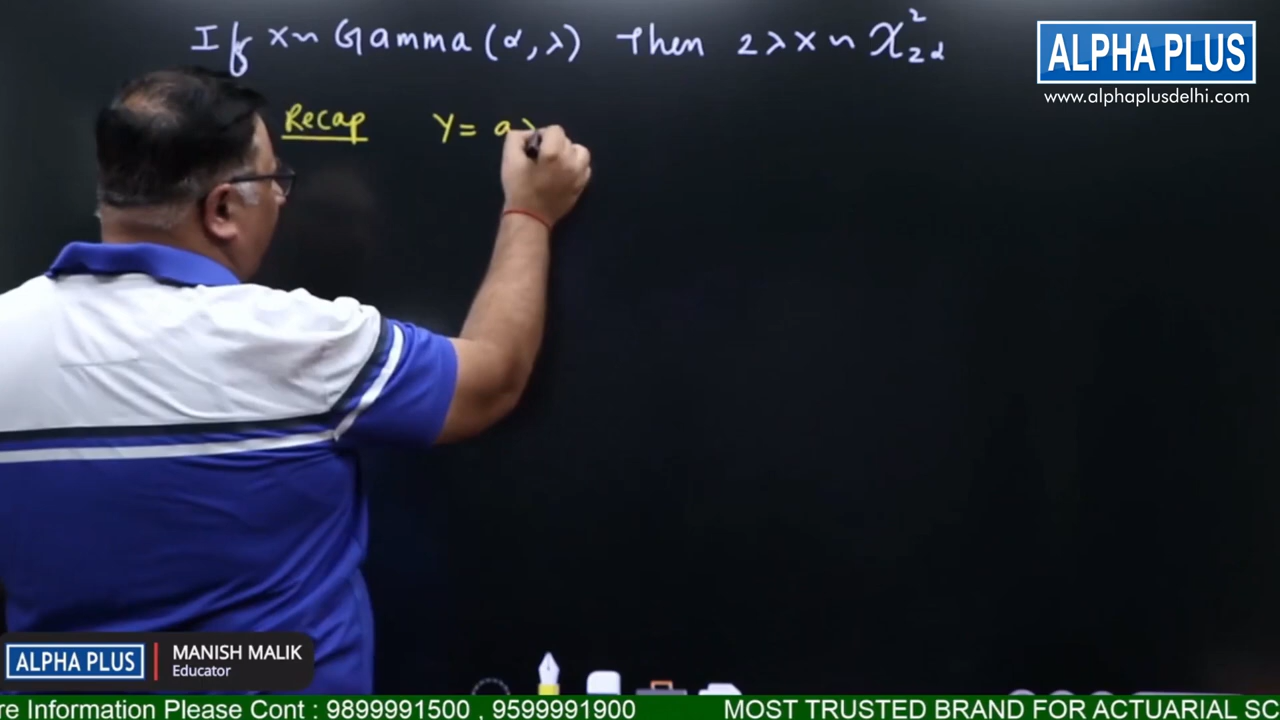 If x ~ Gamma (α, λ) Then 2λx ~ χ²₂α
ALPHA PLUS
www.alphaplusdelhi.com
Recap Y = a
ALPHA PLUS MANISH MALIK
Educator
re Information Please Cont : 9899991500 , 9599991900 MOST TRUSTED BRAND FOR ACTUARIAL SC